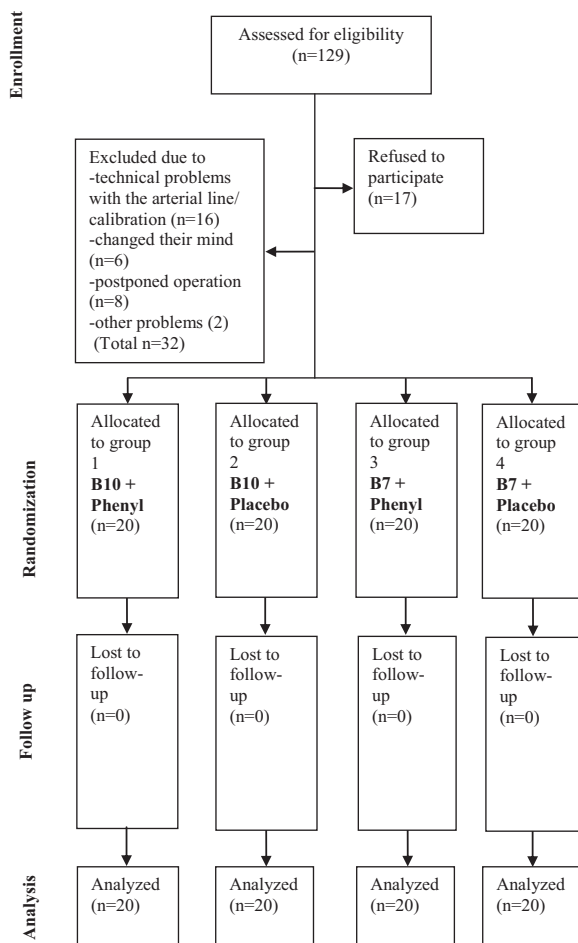 Enrollment
Assessed for eligibility
(n=129)
Excluded due to
-technical problems
with the arterial line/
calibration (n=16)
-changed their mind
(n=6)
-postponed operation
(n=8)
-other problems (2)
(Total n=32)
Refused to
participate
(n=17)
Randomization
Allocated
to group
1
B10 +
Phenyl
(n=20)
Allocated
to group
2
B10 +
Placebo
(n=20)
Allocated
to group
3
B7 +
Phenyl
(n=20)
Allocated
to group
4
B7 +
Placebo
(n=20)
Follow up
Lost to
follow-
up
(n=0)
Lost to
follow-
up
(n=0)
Lost to
follow-
up
(n=0)
Lost to
follow-
up
(n=0)
Analysis
Analyzed
(n=20)
Analyzed
(n=20)
Analyzed
(n=20)
Analyzed
(n=20)